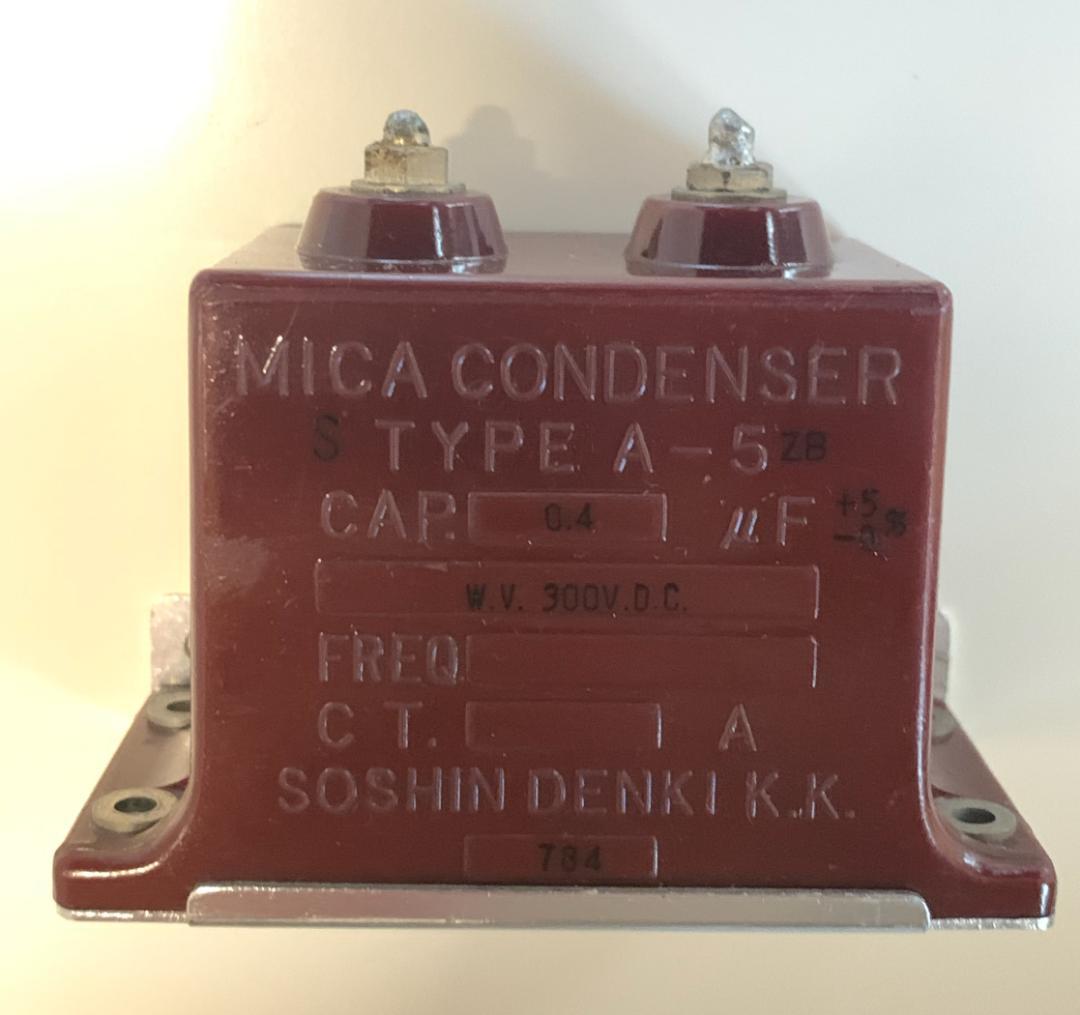 MICA CONDENSER
S TYPE A-5 ZB
CAP. 0.4 μF +5 -0 %
W.V. 300V.D.C.
FREQ
C T. A
SOSHIN DENKI K.K.
784